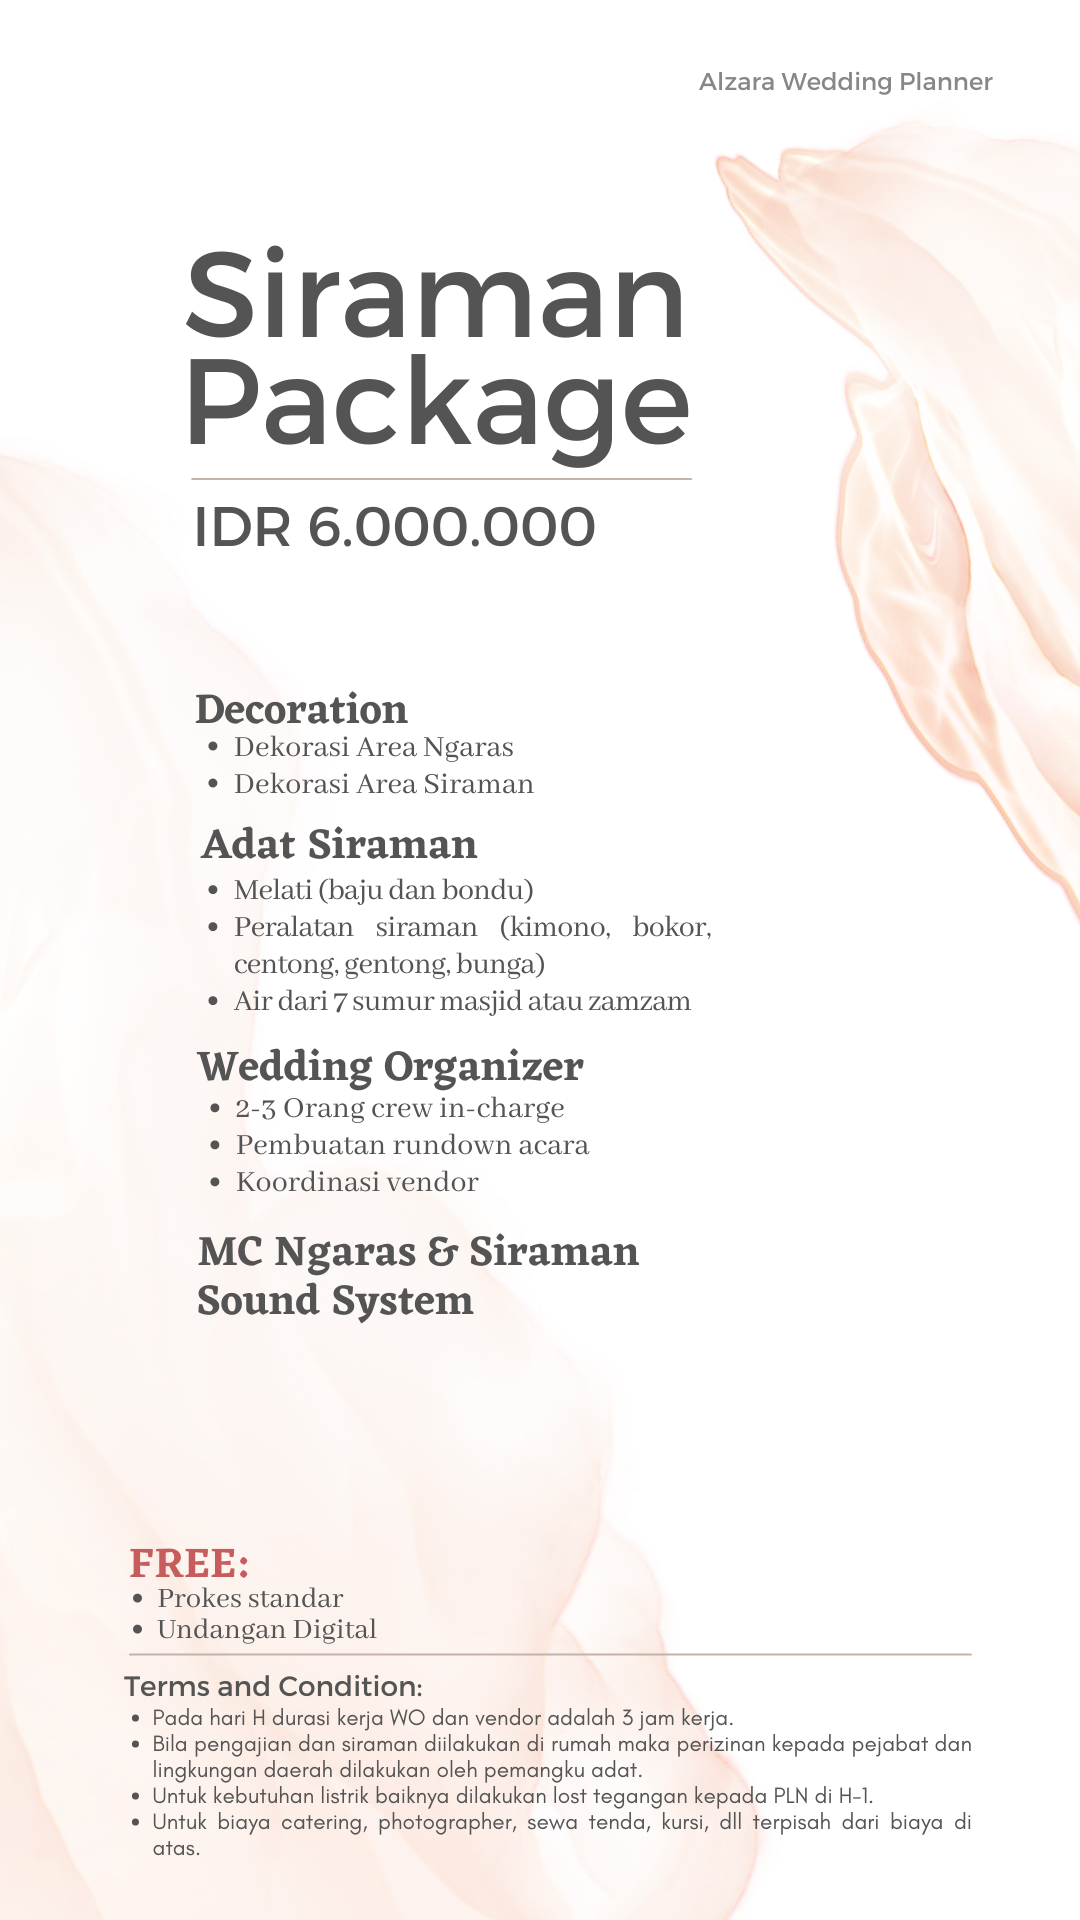 Alzara Wedding Planner
Siraman
Package
IDR 6.000.000
Decoration
• Dekorasi Area Ngaras
• Dekorasi Area Siraman
Adat Siraman
• Melati (baju dan bondu)
• Peralatan siraman (kimono, bokor,
centong, gentong, bunga)
• Air dari 7 sumur masjid atau zamzam
Wedding Organizer
• 2-3 Orang crew in-charge
• Pembuatan rundown acara
• Koordinasi vendor
MC Ngaras & Siraman
Sound System
FREE:
• Prokes standar
• Undangan Digital
Terms and Condition:
• Pada hari H durasi kerja WO dan vendor adalah 3 jam kerja.
• Bila pengajian dan siraman diilakukan di rumah maka perizinan kepada pejabat dan
lingkungan daerah dilakukan oleh pemangku adat.
• Untuk kebutuhan listrik baiknya dilakukan lost tegangan kepada PLN di H-1.
• Untuk biaya catering, photographer, sewa tenda, kursi, dll terpisah dari biaya di
atas.